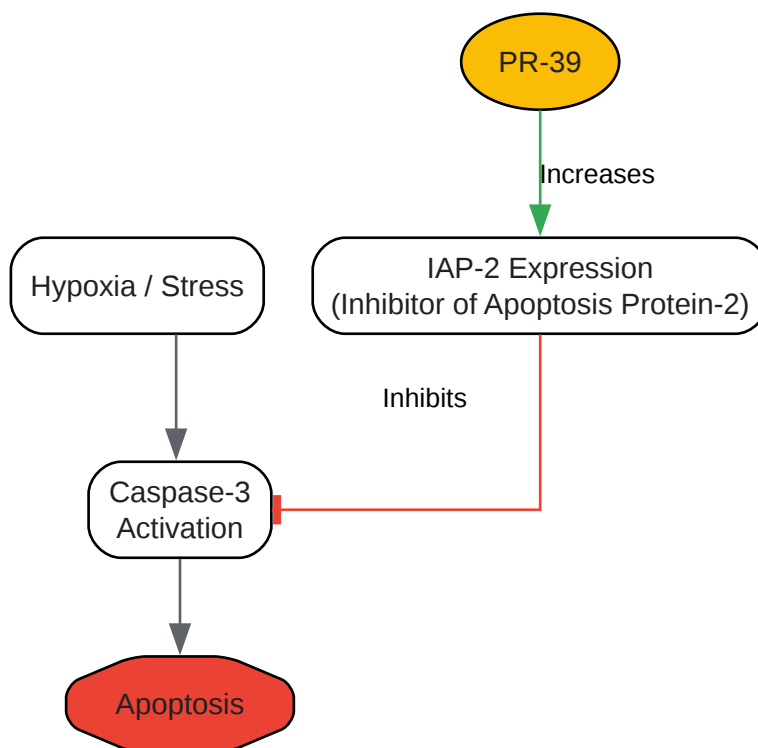 PR-39
Increases
Hypoxia / Stress
IAP-2 Expression
(Inhibitor of Apoptosis Protein-2)
Inhibits
Caspase-3
Activation
Apoptosis